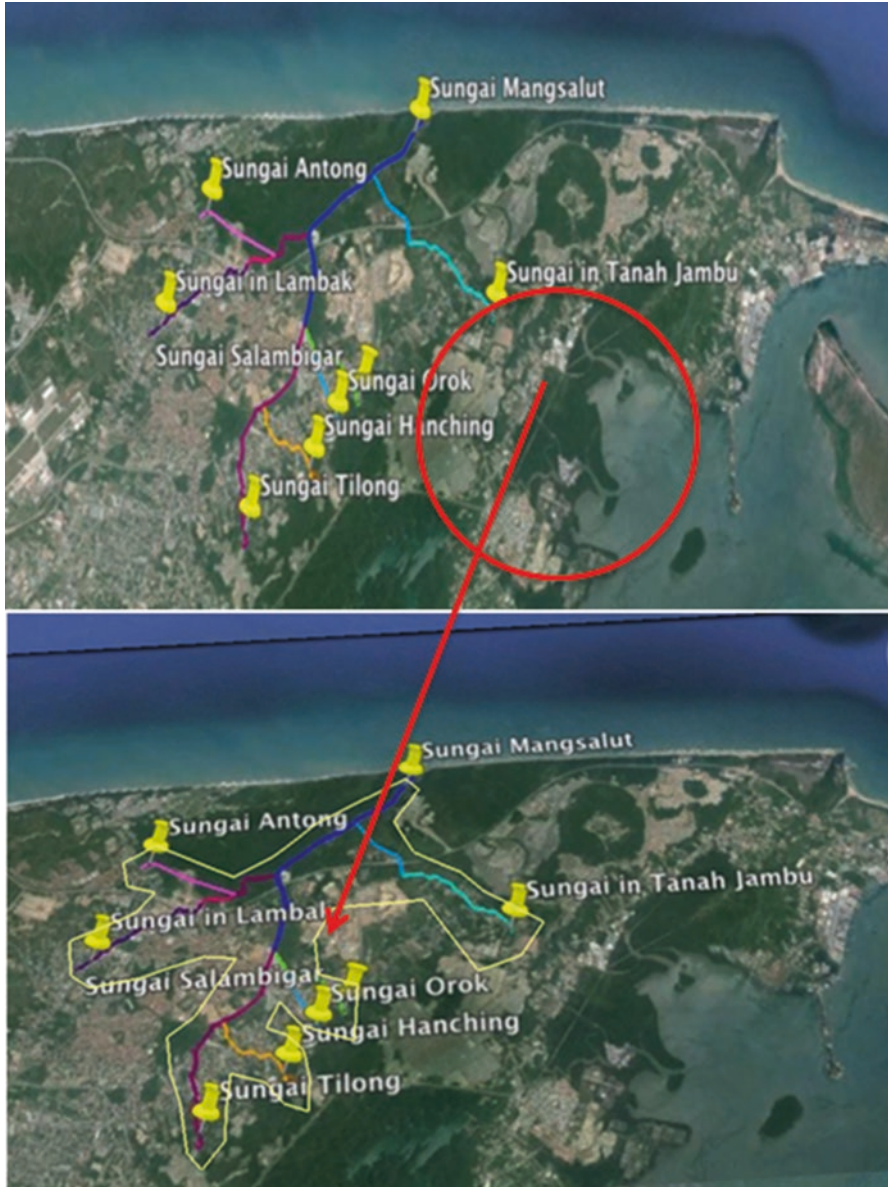 Sungai Mangsalut
Sungai Antong
Sungai in Lambak
Sungai in Tanah Jambu
Sungai Salambigar
Sungai Orok
Sungai Hanching
Sungai Tilong
Sungai Mangsalut
Sungai Antong
Sungai in Tanah Jambu
Sungai in Lambal
Sungai Salambigar
Sungai Orok
Sungai Hanching
Sungai Tilong